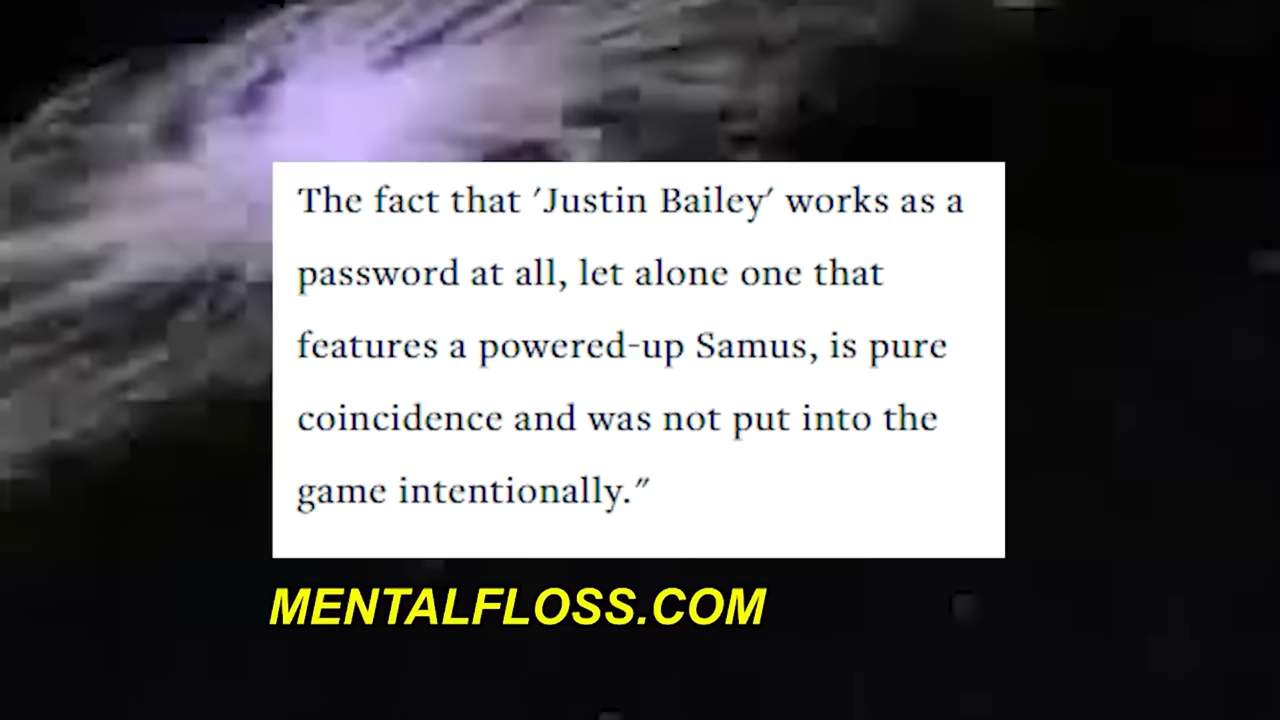 The fact that 'Justin Bailey' works as a
password at all, let alone one that
features a powered-up Samus, is pure
coincidence and was not put into the
game intentionally."
MENTALFLOSS.COM